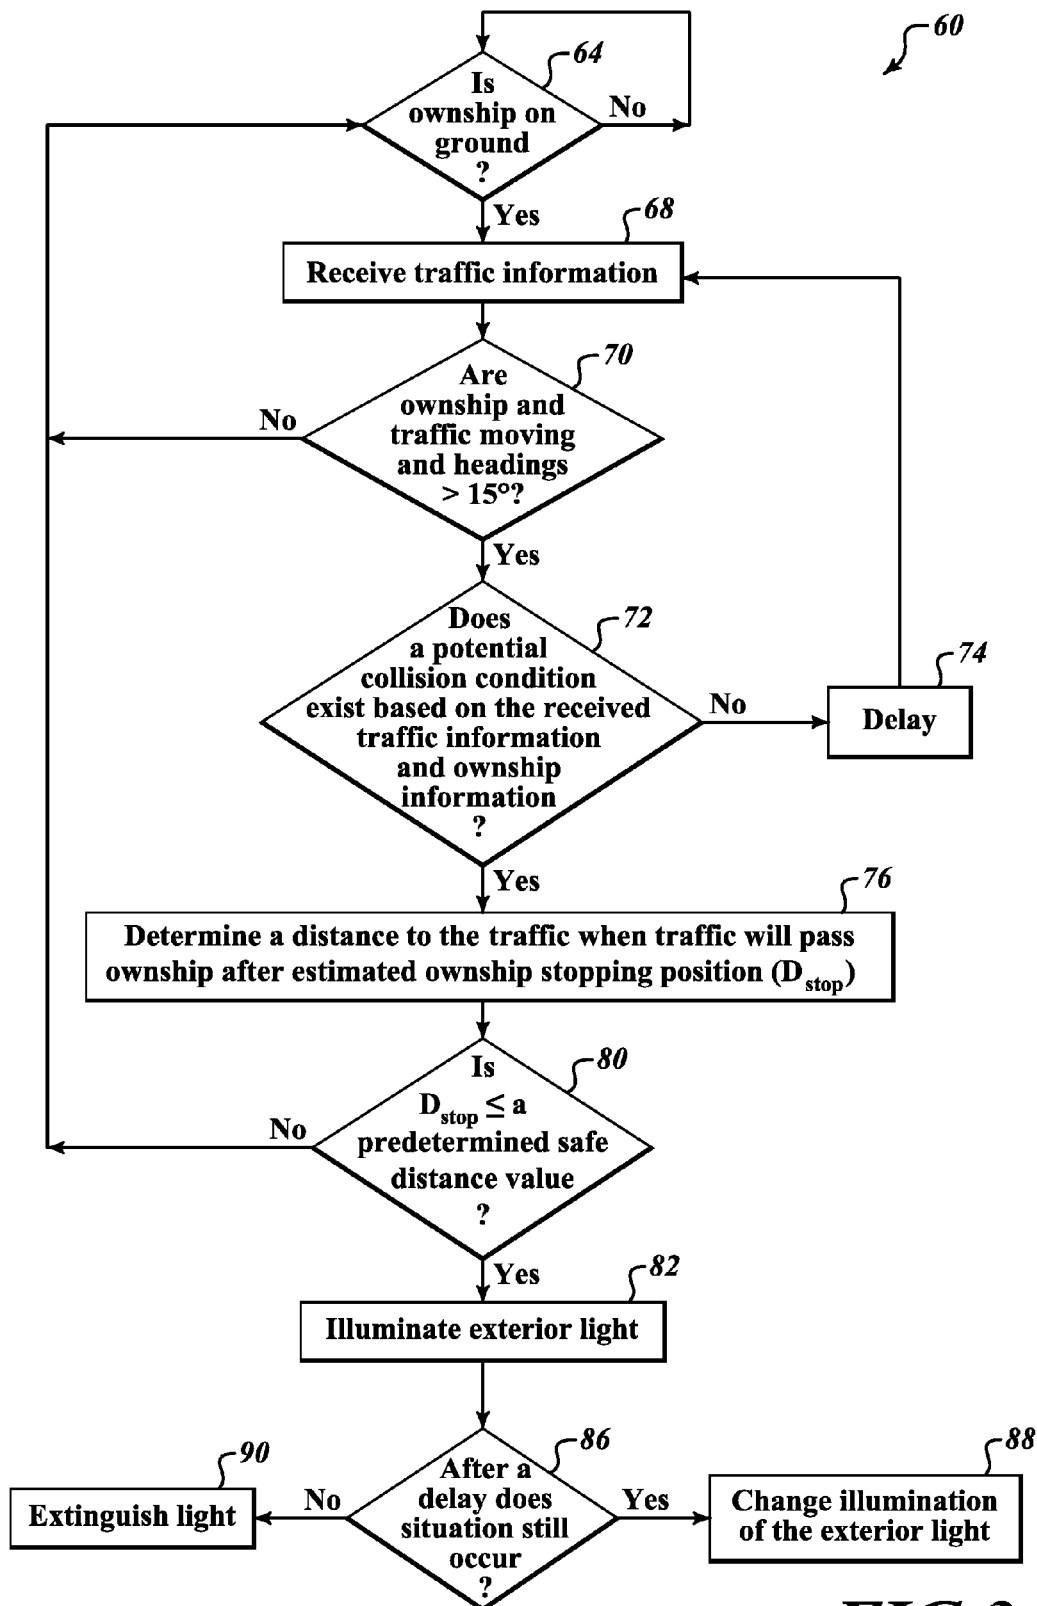 60
64
Is
ownship on
ground
?
No
Yes
68
Receive traffic information
70
Are
ownship and
traffic moving
and headings
> 15°?
No
Yes
72
Does
a potential
collision condition
exist based on the received
traffic information
and ownship
information
?
No
74
Delay
Yes
76
Determine a distance to the traffic when traffic will pass
ownship after estimated ownship stopping position (Dstop)
80
Is
Dstop ≤ a
predetermined safe
distance value
?
No
Yes
82
Illuminate exterior light
86
After a
delay does
situation still
occur
?
No
Yes
90
Extinguish light
88
Change illumination
of the exterior light